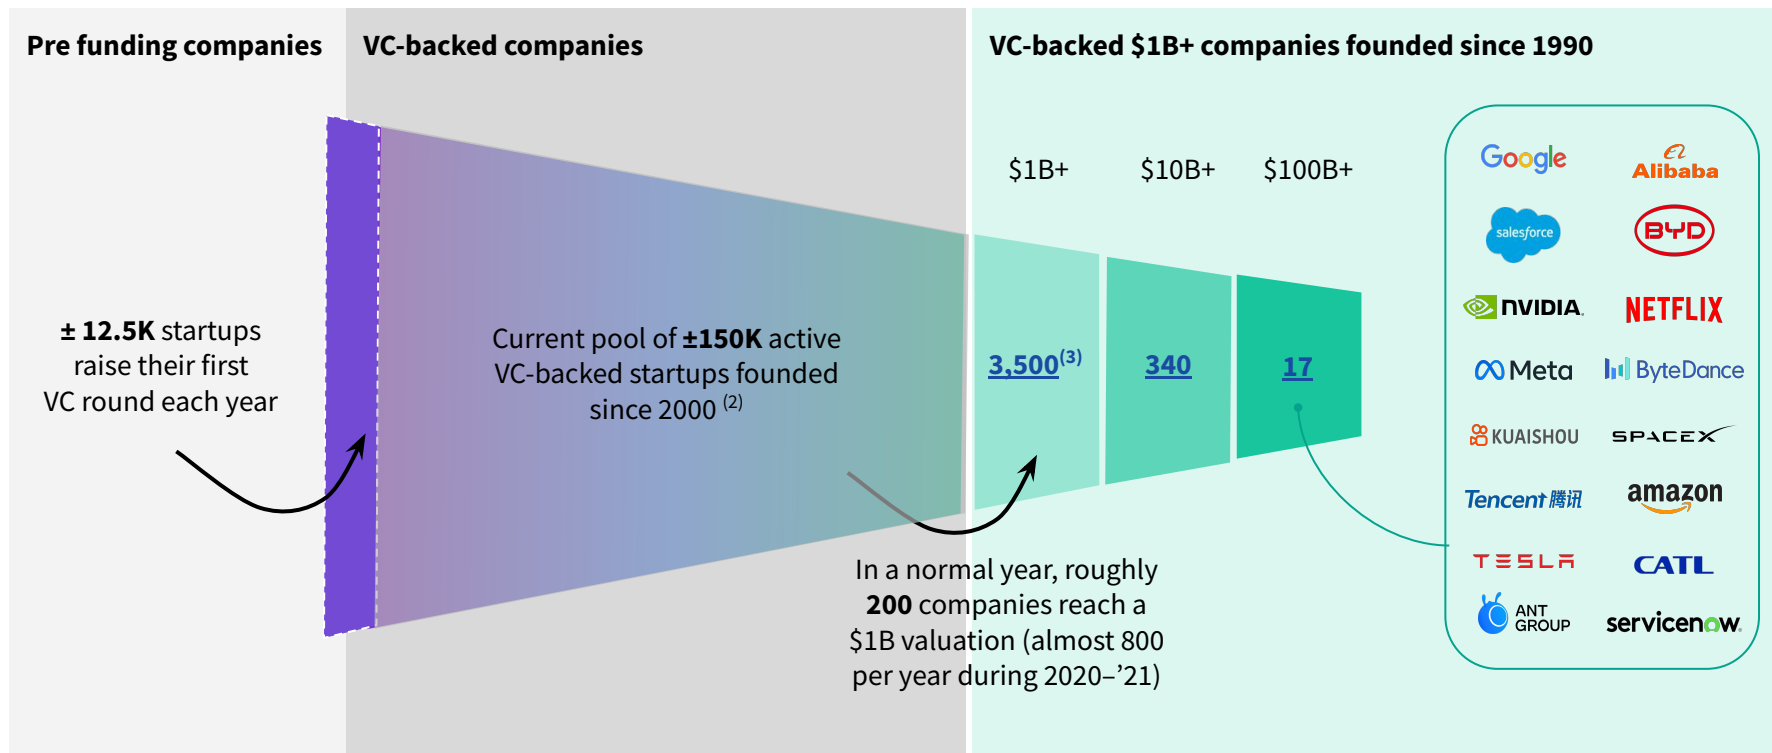 Pre funding companies
VC-backed companies
VC-backed $1B+ companies founded since 1990
± 12.5K startups
raise their first
VC round each year
Current pool of ±150K active
VC-backed startups founded
since 2000 (2)
In a normal year, roughly
200 companies reach a
$1B valuation (almost 800
per year during 2020–’21)
$1B+
$10B+
$100B+
3,500(3)
340
17
Google
Alibaba
salesforce
BYD
NVIDIA.
NETFLIX
Meta
ByteDance
KUAISHOU
SPACEX
Tencent 腾讯
amazon
TESLA
CATL
ANT
GROUP
servicenow.